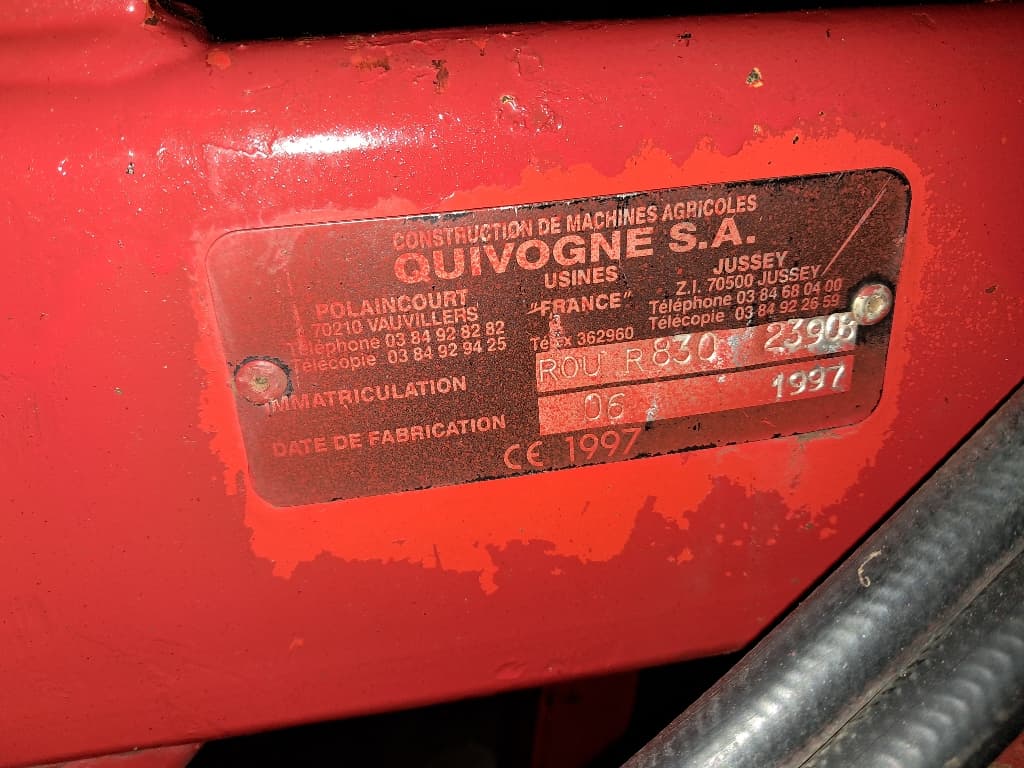 CONSTRUCTION DE MACHINES AGRICOLES
QUIVOGNE S.A.
USINES
POLAINCOURT
70210 VAUVILLERS
Téléphone 03 84 92 82 82
Télécopie 03 84 92 94 25
"FRANCE"
Télex 362960
JUSSEY
Z.I. 70500 JUSSEY
Téléphone 03 84 68 04 00
Télécopie 03 84 92 26 59
IMMATRICULATION ROU R830
DATE DE FABRICATION 06 1997
CE 1997